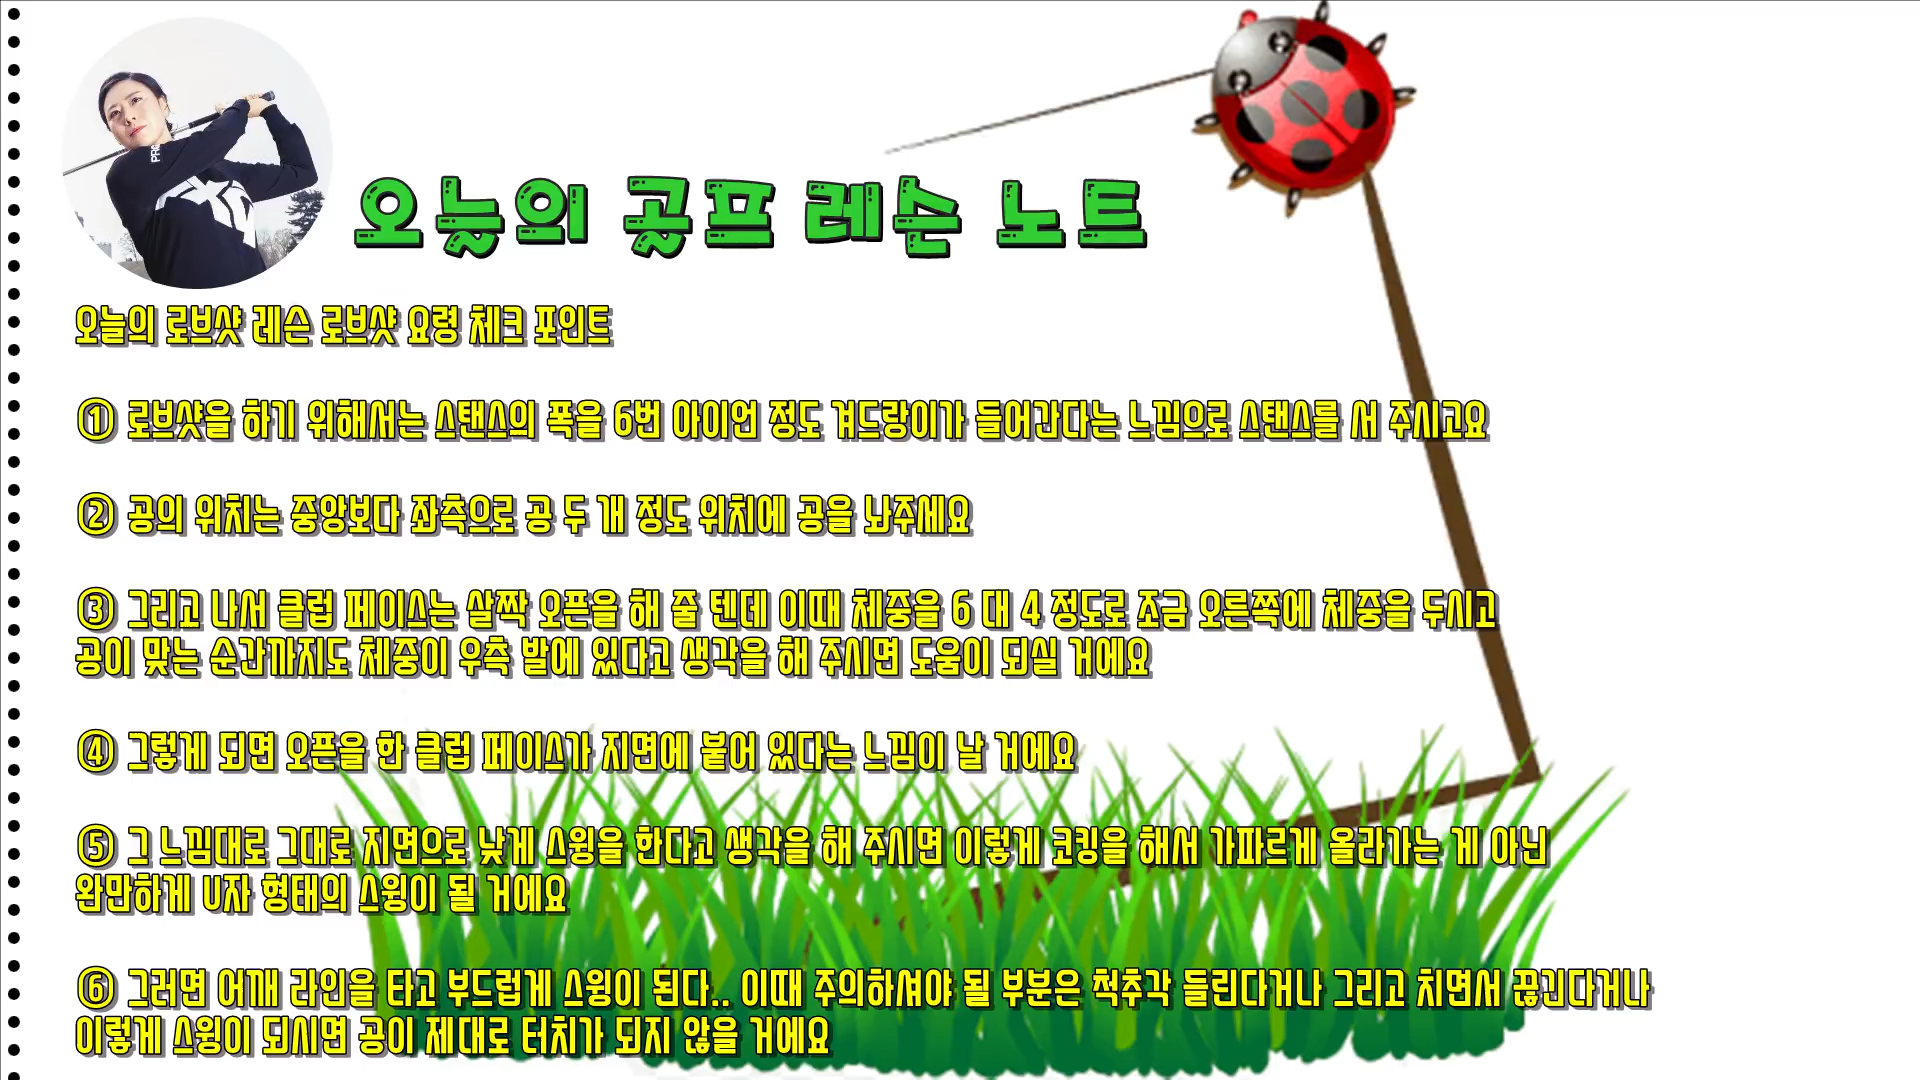 오늘의 골프 레슨 노트
오늘의 로브샷 레슨 로브샷 요령 체크 포인트
① 로브샷을 하기 위해서는 스탠스의 폭을 6번 아이언 정도 겨드랑이가 들어간다는 느낌으로 스탠스를 서 주시고요
② 공의 위치는 중앙보다 좌측으로 공 두 개 정도 위치에 공을 놔주세요
③ 그리고 나서 클럽 페이스는 살짝 오픈을 해 줄 텐데 이때 체중을 6 대 4 정도로 조금 오른쪽에 체중을 두시고
공이 맞는 순간까지도 체중이 우측 발에 있다고 생각을 해 주시면 도움이 되실 거에요
④ 그렇게 되면 오픈을 한 클럽 페이스가 지면에 붙어 있다는 느낌이 날 거에요
⑤ 그 느낌대로 그대로 지면으로 낮게 스윙을 한다고 생각을 해 주시면 이렇게 코킹을 해서 가파르게 올라가는 게 아닌
완만하게 U자 형태의 스윙이 될 거에요
⑥ 그러면 어깨 라인을 타고 부드럽게 스윙이 된다.. 이때 주의하셔야 될 부분은 척추각 들린다거나 그리고 치면서 끊긴다거나
이렇게 스윙이 되시면 공이 제대로 터치가 되지 않을 거에요